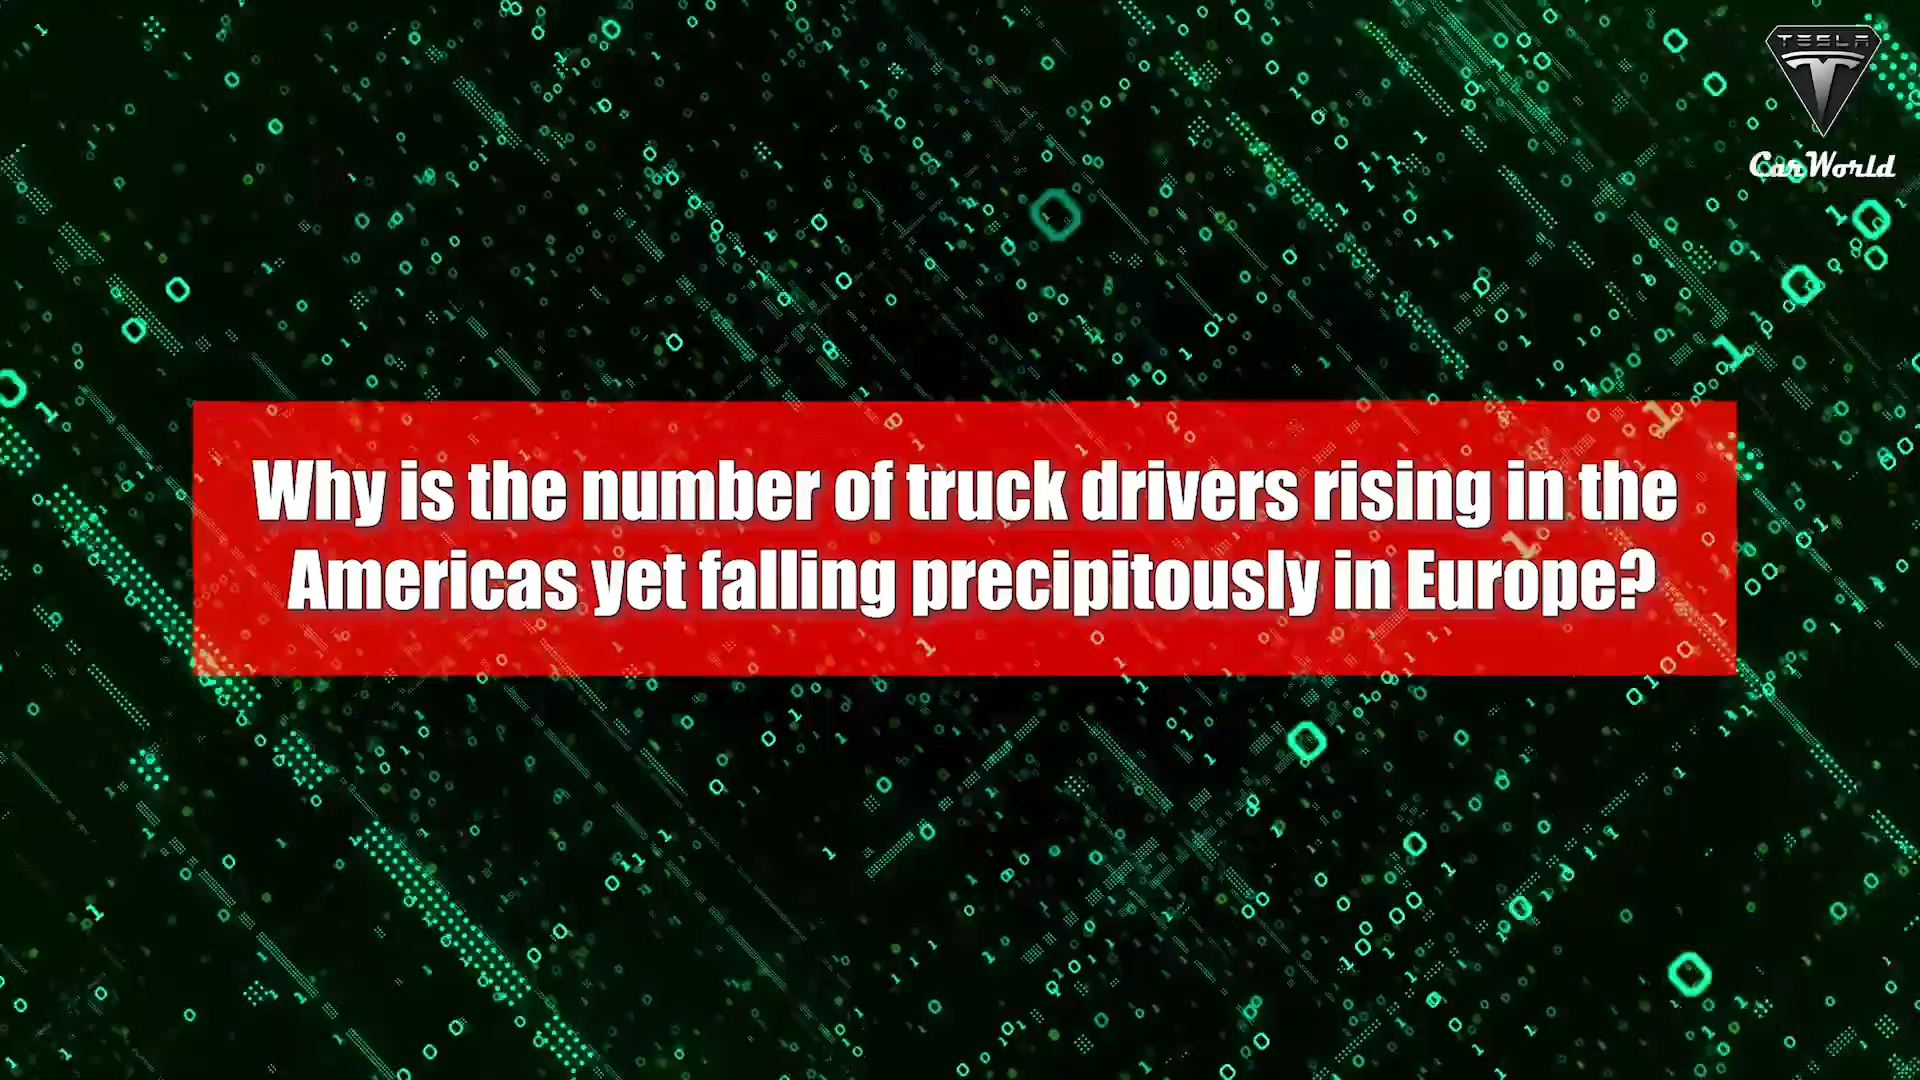 TESLA
CarWorld
Why is the number of truck drivers rising in the
Americas yet falling precipitously in Europe?